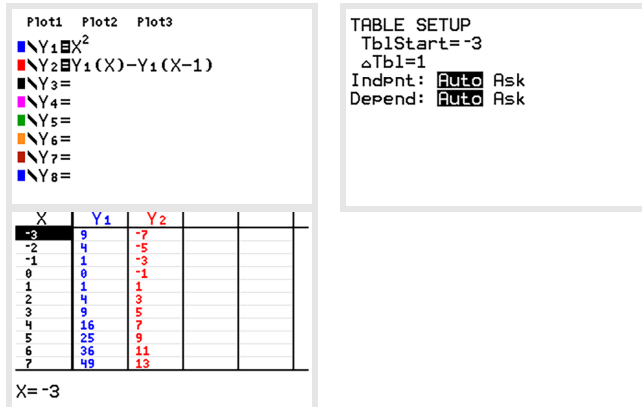 Plot1 Plot2 Plot3
\Y₁=X²
\Y₂=Y₁(X)-Y₁(X-1)
\Y₃=
\Y₄=
\Y₅=
\Y₆=
\Y₇=
\Y₈=
TABLE SETUP
TblStart=-3
△Tbl=1
Indpnt: Auto Ask
Depend: Auto Ask
X Y₁ Y₂
-3 9 -7
-2 4 -5
-1 1 -3
0 0 -1
1 1 1
2 4 3
3 9 5
4 16 7
5 25 9
6 36 11
7 49 13
X=-3